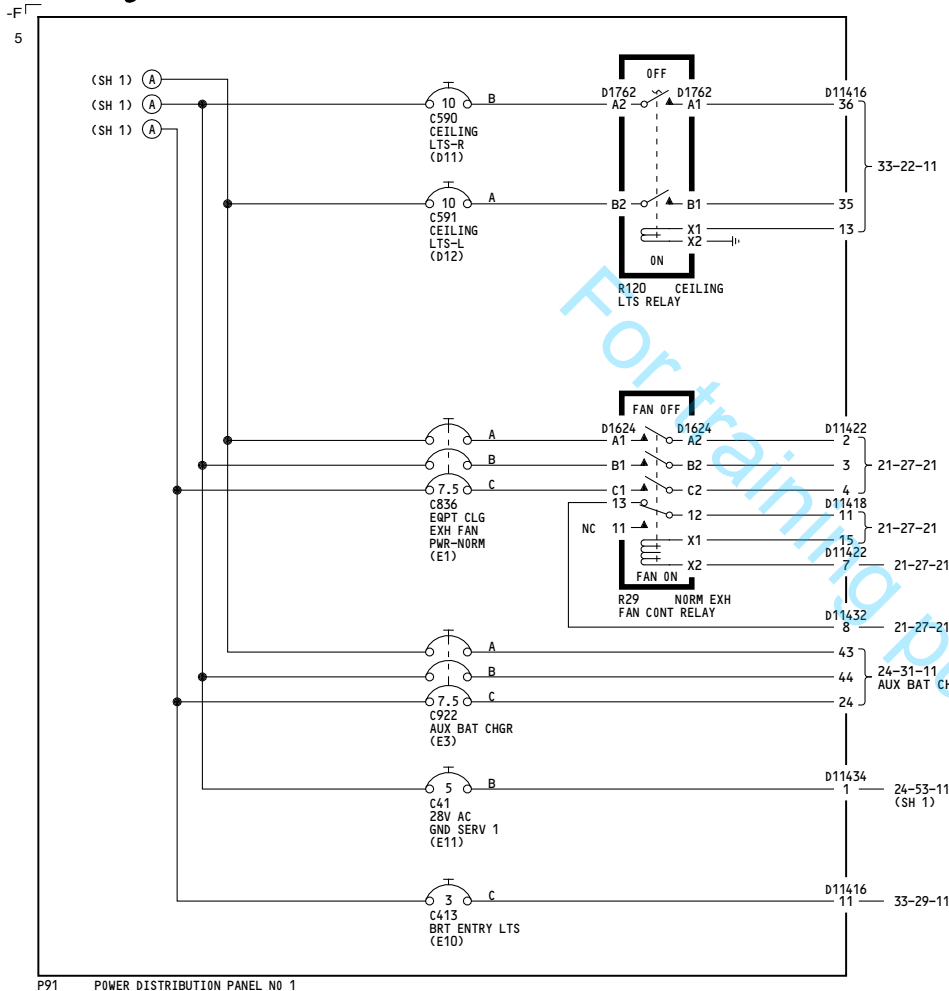 -F
5
(SH 1) A
(SH 1) A
(SH 1) A
10 B
C590
CEILING
LTS-R
(D11)
10 A
C591
CEILING
LTS-L
(D12)
OFF
D1762 D1762
A2 A1
B2 B1
X1
X2
ON
R120 CEILING
LTS RELAY
D11416
36
35
13
33-22-11
A
B
7.5 C
C836
EQPT CLG
EXH FAN
PWR-NORM
(E1)
FAN OFF
D1624 D1624
A1 A2
B1 B2
C1 C2
13
12
NC 11
X1
X2
FAN ON
R29 NORM EXH
FAN CONT RELAY
D11422
2
3 21-27-21
4
D11418
11
21-27-21
15
D11422
7 21-27-21
D11432
8 21-27-21
A 43
B 44
7.5 C 24
24-31-11
AUX BAT CH
C922
AUX BAT CHGR
(E3)
5 B
C41
28V AC
GND SERV 1
(E11)
D11434
1 24-53-11
(SH 1)
3 C
C413
BRT ENTRY LTS
(E10)
D11416
11 33-29-11
P91 POWER DISTRIBUTION PANEL NO 1
For training